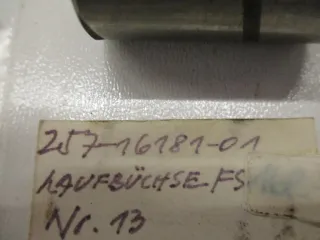 257-16181-01
LAUFBÜCHSE FS
Nr. 13